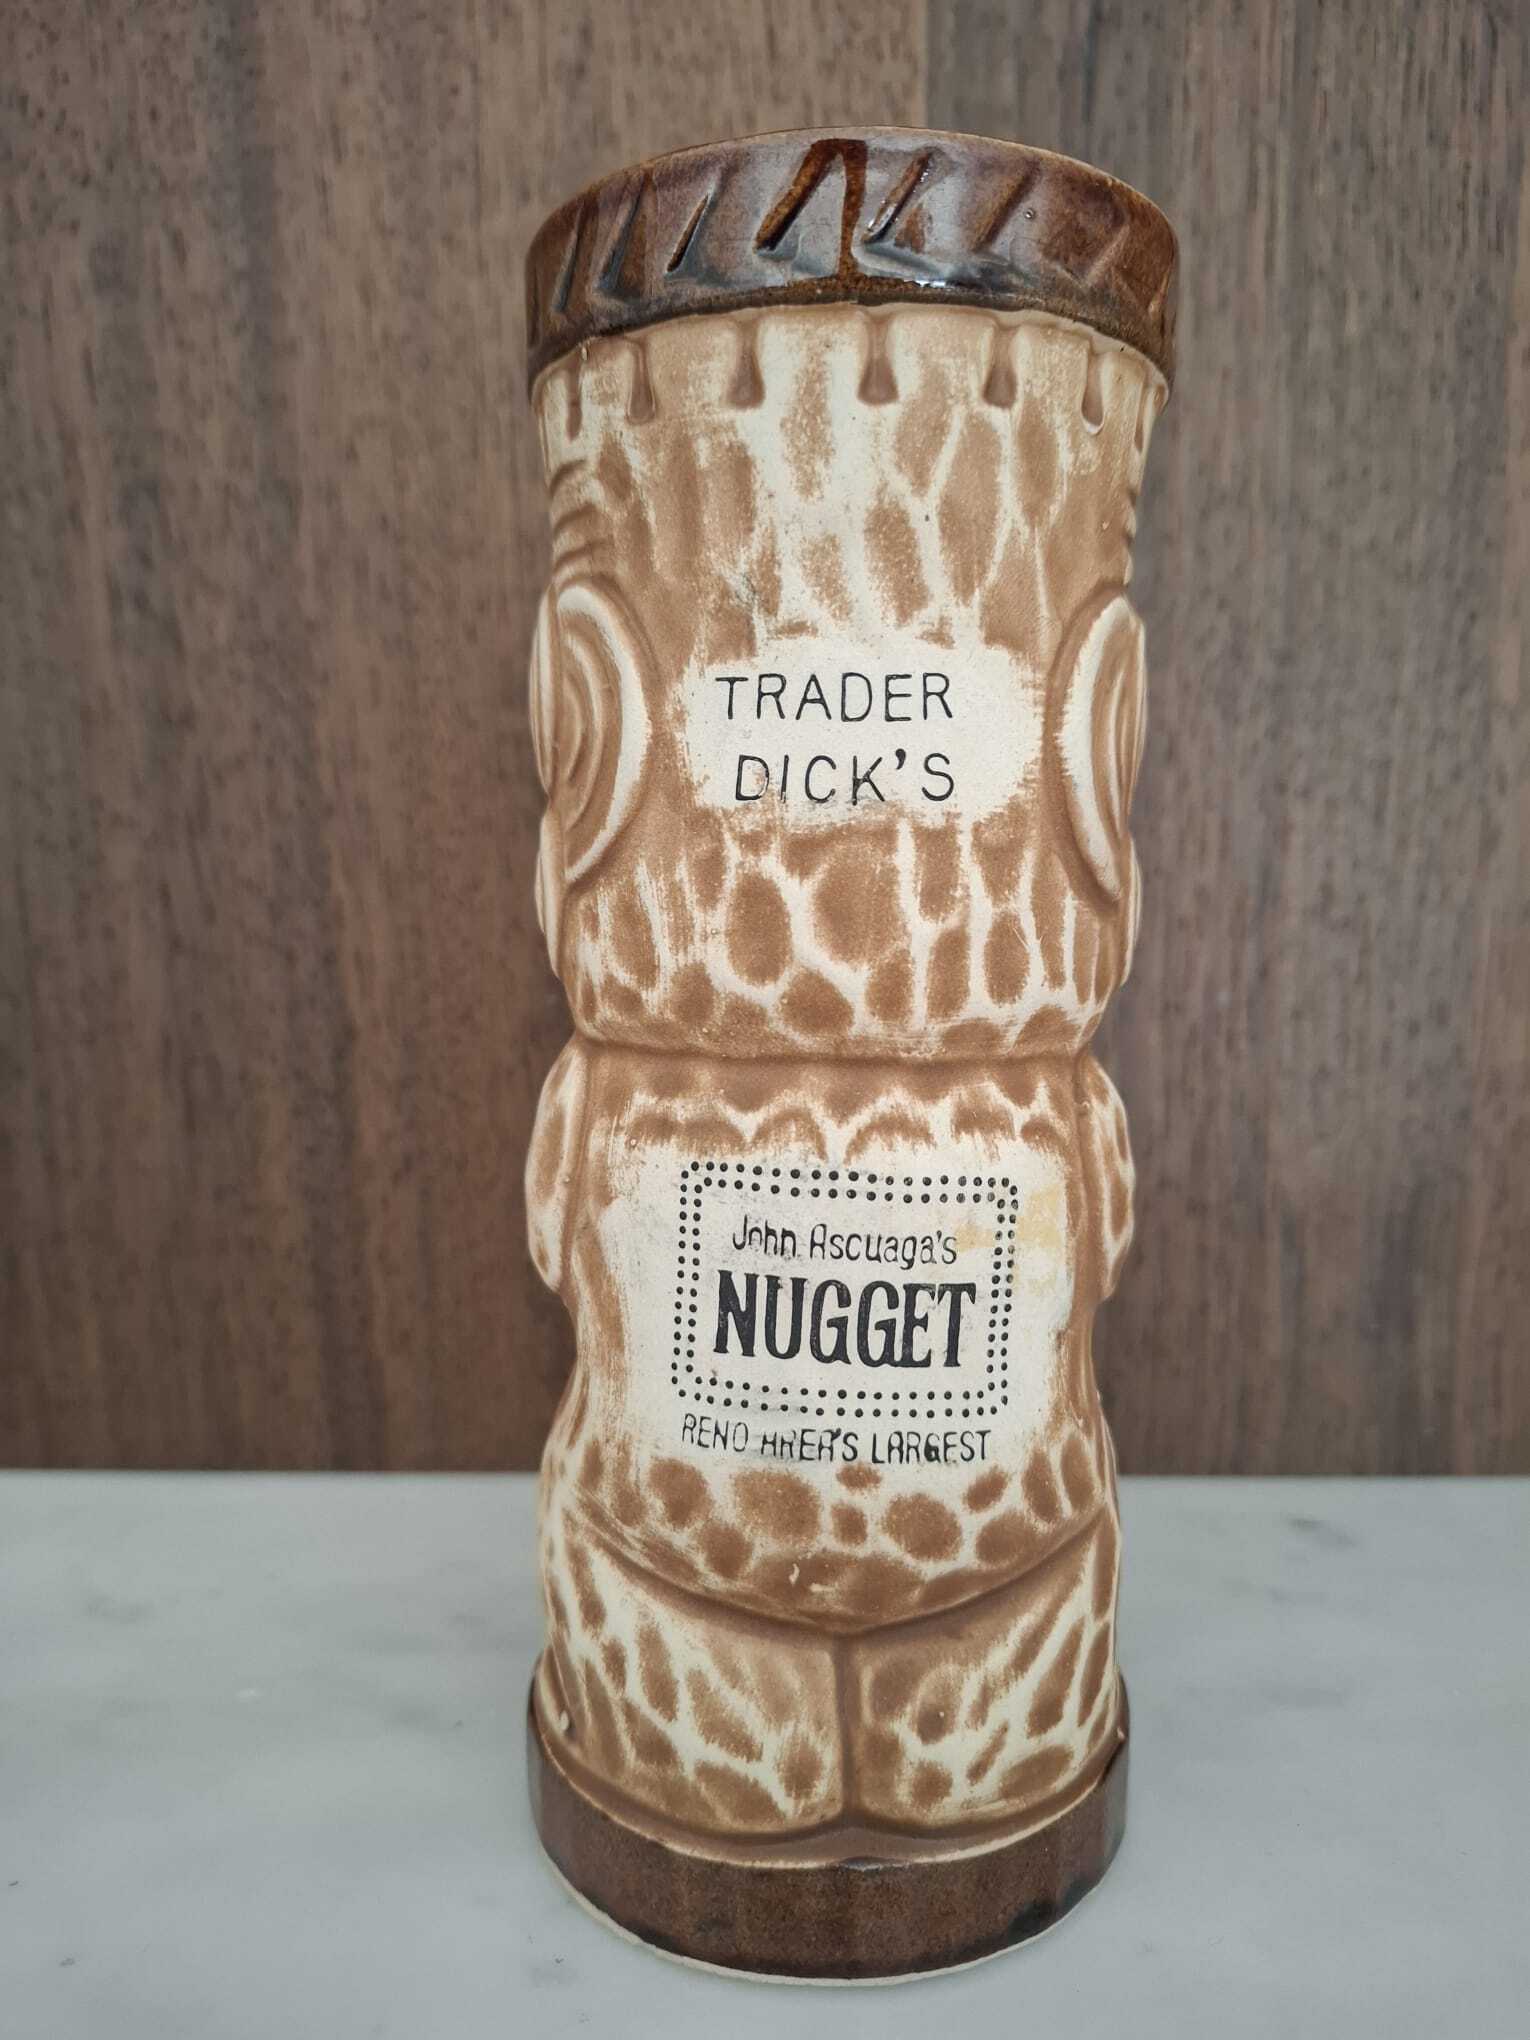 TRADER
DICK'S
John Ascuaga's
NUGGET
RENO AREA'S LARGEST